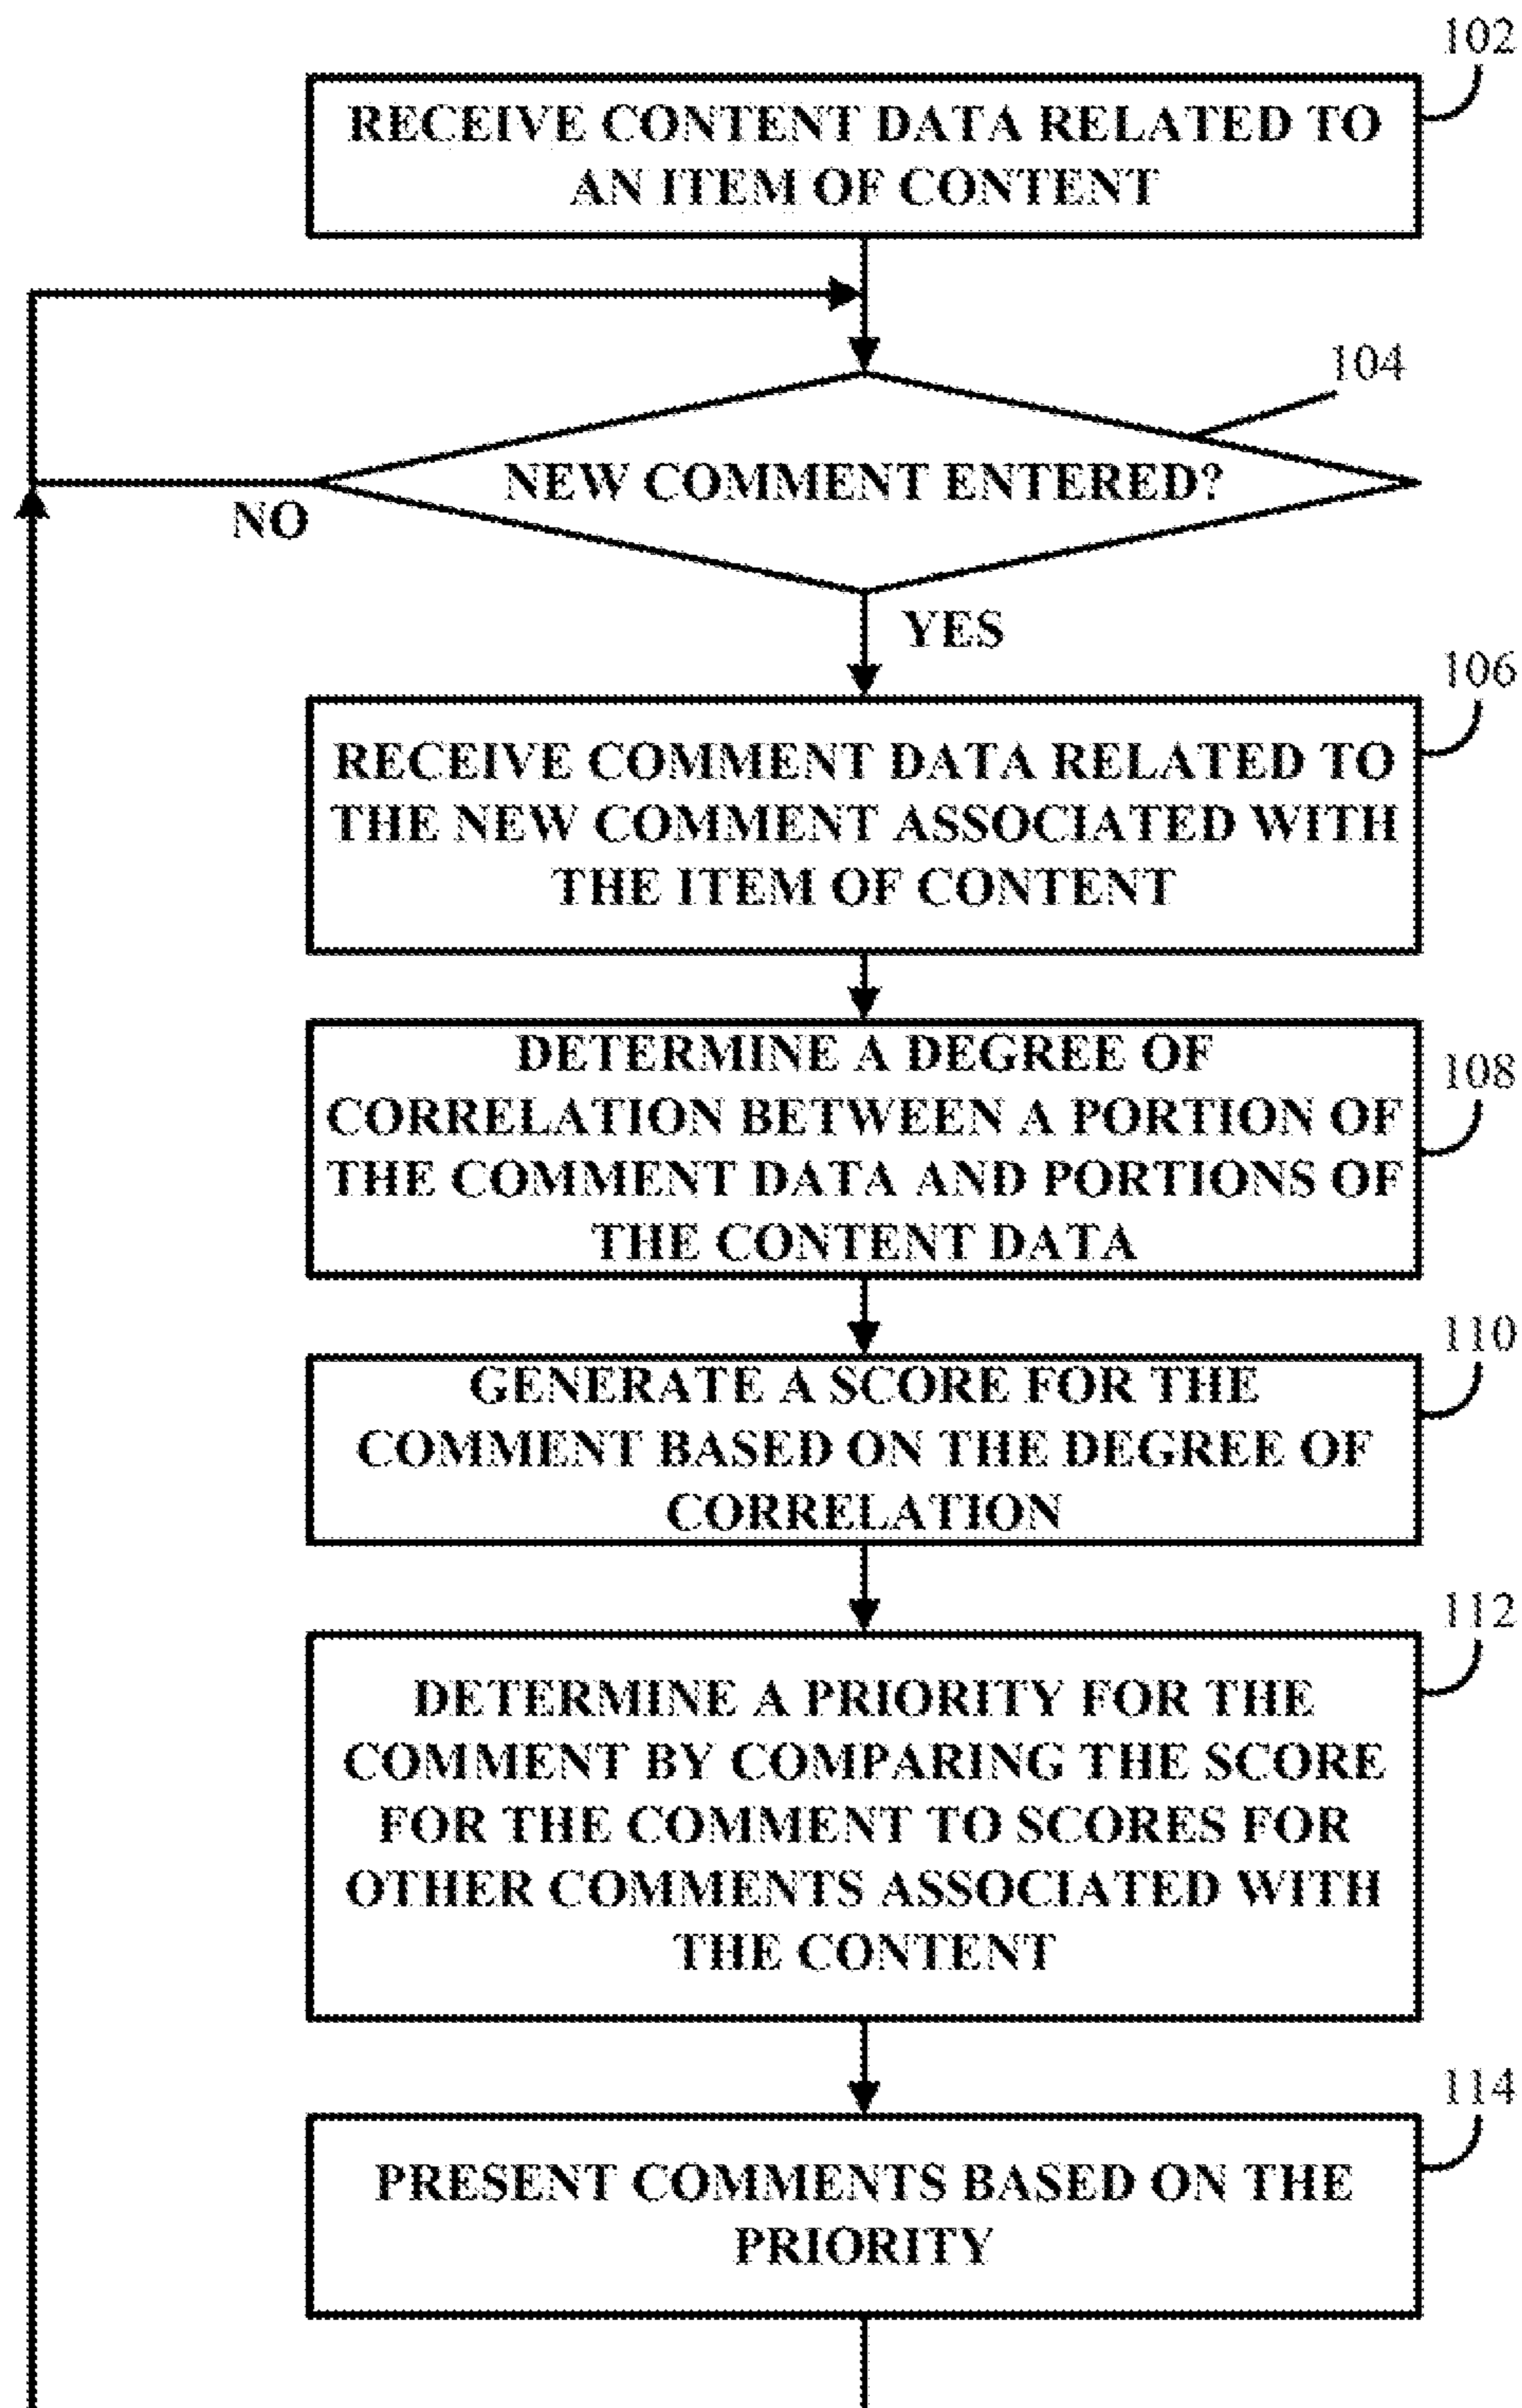 102
RECEIVE CONTENT DATA RELATED TO
AN ITEM OF CONTENT
104
NEW COMMENT ENTERED?
NO
YES
106
RECEIVE COMMENT DATA RELATED TO
THE NEW COMMENT ASSOCIATED WITH
THE ITEM OF CONTENT
108
DETERMINE A DEGREE OF
CORRELATION BETWEEN A PORTION OF
THE COMMENT DATA AND PORTIONS OF
THE CONTENT DATA
110
GENERATE A SCORE FOR THE
COMMENT BASED ON THE DEGREE OF
CORRELATION
112
DETERMINE A PRIORITY FOR THE
COMMENT BY COMPARING THE SCORE
FOR THE COMMENT TO SCORES FOR
OTHER COMMENTS ASSOCIATED WITH
THE CONTENT
114
PRESENT COMMENTS BASED ON THE
PRIORITY